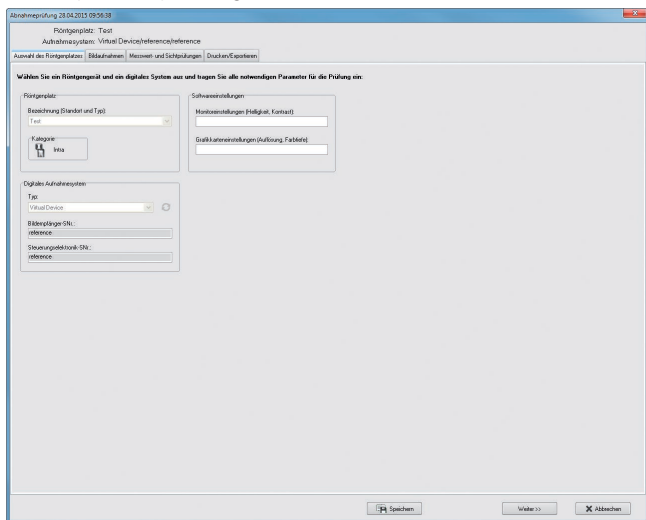 Abnahmeprüfung 28.04.2015 09:56:38
Röntgenplatz: Test
Aufnahmesystem: Virtual Device/reference/reference
Auswahl des Röntgenplatzes Bildaufnahmen Messwert- und Sichtprüfungen Drucken/Exportieren
Wählen Sie ein Röntgengerät und ein digitales System aus und tragen Sie alle notwendigen Parameter für die Prüfung ein:
Röntgenplatz
Bezeichnung (Standort und Typ):
Test
Kategorie
Intra
Softwareeinstellungen
Monitoreinstellungen (Helligkeit, Kontrast):
Grafikkarteneinstellungen (Auflösung, Farbtiefe):
Digitales Aufnahmesystem
Typ:
Virtual Device
Bildempfänger-SNr.:
reference
Steuerungselektronik-SNr.:
reference
Speichern Weiter >> Abbrechen